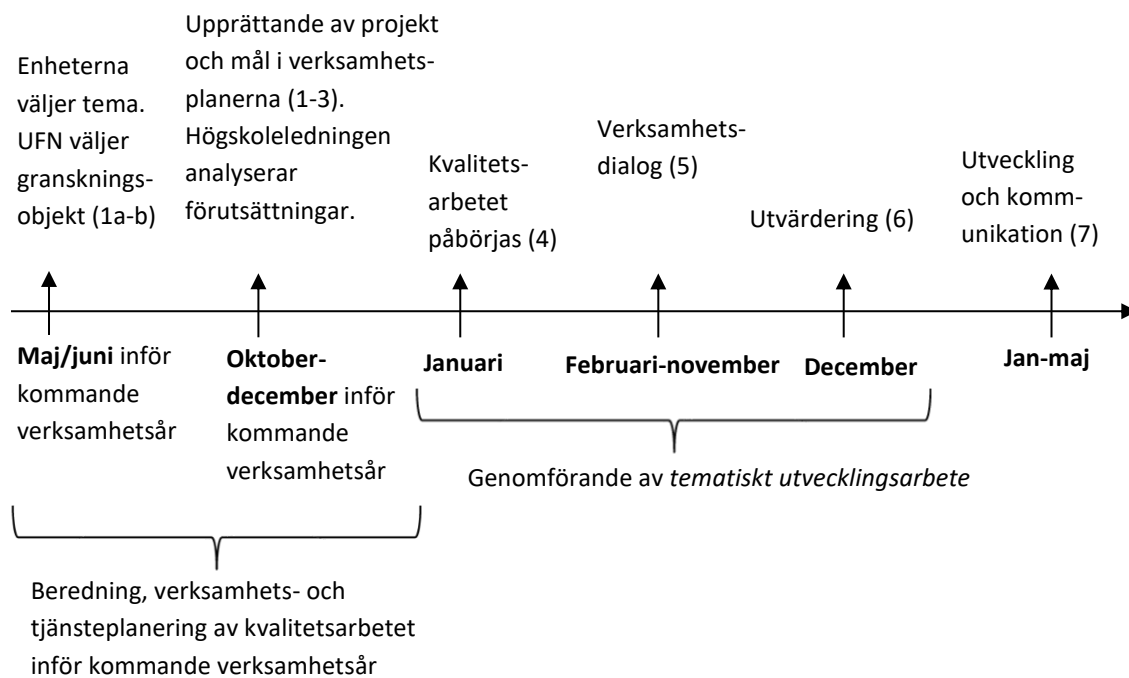 Enheterna
väljer tema.
UFN väljer
gransknings-
objekt (1a-b)
Upprättande av projekt
och mål i verksamhets-
planerna (1-3).
Högskoleledningen
analyserar
förutsättningar.
Kvalitets-
arbetet
påbörjas (4)
Verksamhets-
dialog (5)
Utvärdering (6)
Utveckling
och komm-
unikation (7)
Maj/juni inför
kommande
verksamhetsår
Oktober-
december inför
kommande
verksamhetsår
Januari
Februari-november
December
Jan-maj
Genomförande av tematiskt utvecklingsarbete
Beredning, verksamhets- och
tjänsteplanering av kvalitetsarbetet
inför kommande verksamhetsår